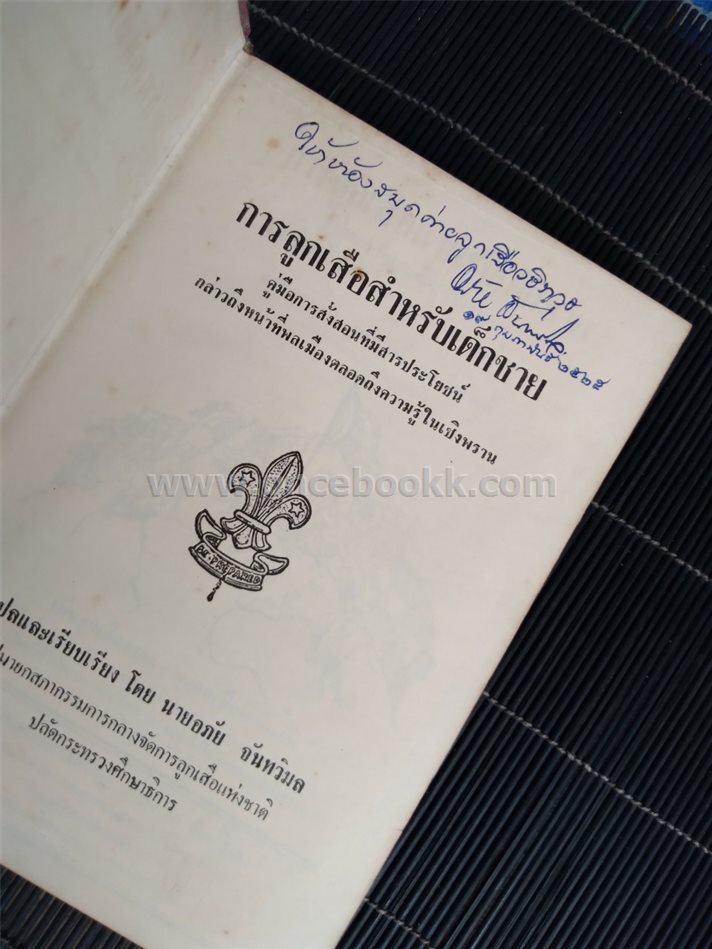 ให้ห้องสมุดค่ายลูกเสือวชิราวุธ
๒๕๒๕
การลูกเสือสำหรับเด็กชาย
คู่มือการสั่งสอนที่มีสารประโยชน์
กล่าวถึงหน้าที่พลเมืองตลอดถึงความรู้ในเชิงพราน
BE PREPARED
แปลและเรียบเรียง โดย นายอภัย จันทวิมล
สภากรรมการกลางจัดการลูกเสือแห่งชาติ
ปลัดกระทรวงศึกษาธิการ